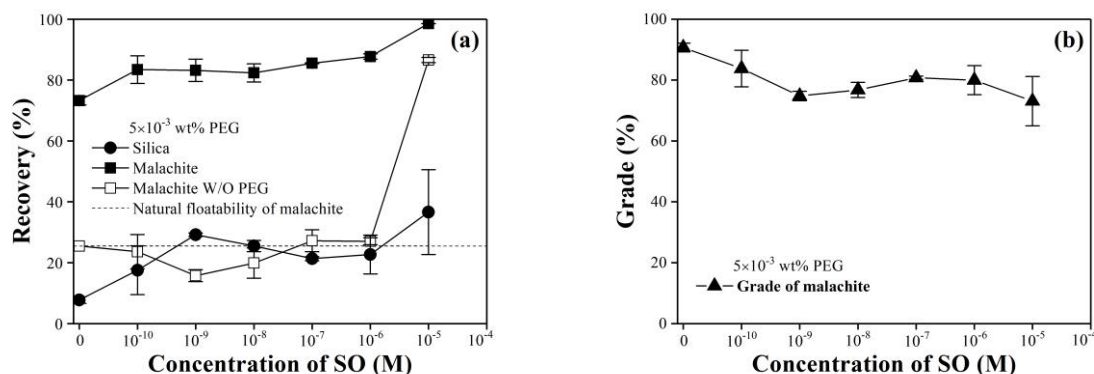 (a)
Recovery (%)
100
80
60
40
20
0
5×10⁻³ wt% PEG
Silica
Malachite
Malachite W/O PEG
Natural floatability of malachite
0 10⁻¹⁰ 10⁻⁹ 10⁻⁸ 10⁻⁷ 10⁻⁶ 10⁻⁵ 10⁻⁴
Concentration of SO (M)
(b)
Grade (%)
100
80
60
40
20
0
5×10⁻³ wt% PEG
Grade of malachite
0 10⁻¹⁰ 10⁻⁹ 10⁻⁸ 10⁻⁷ 10⁻⁶ 10⁻⁵ 10⁻⁴
Concentration of SO (M)